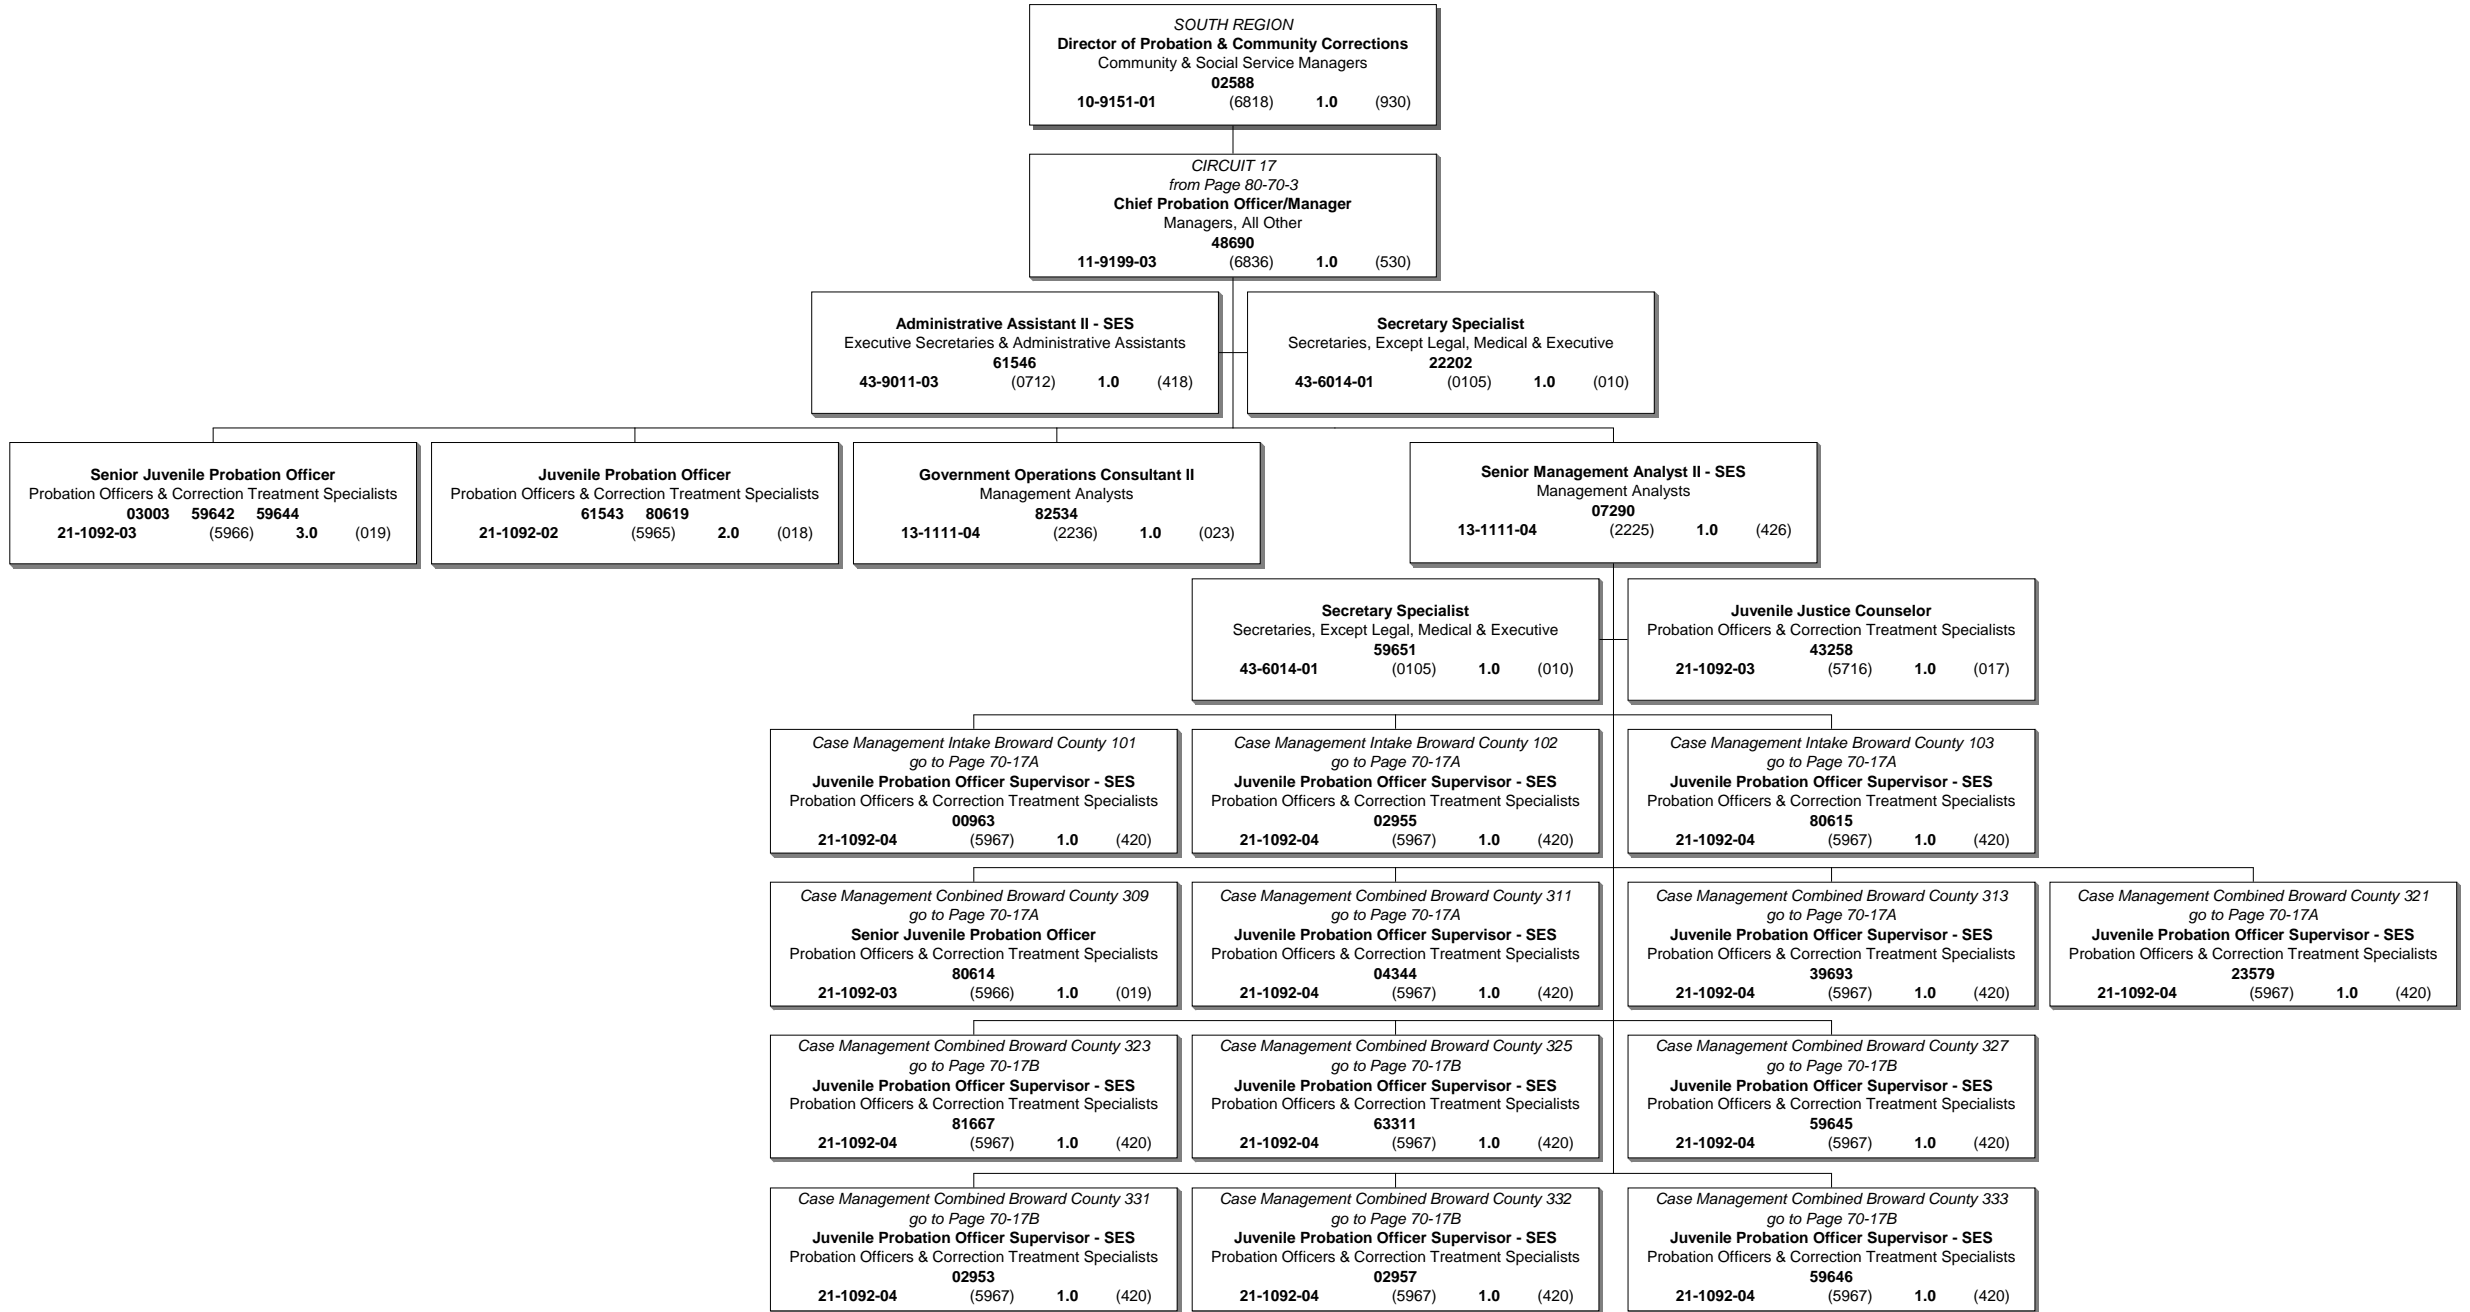 SOUTH REGION
Director of Probation & Community Corrections
Community & Social Service Managers
02588
10-9151-01 (6818) 1.0 (930)
CIRCUIT 17
from Page 80-70-3
Chief Probation Officer/Manager
Managers, All Other
48690
11-9199-03 (6836) 1.0 (530)
Administrative Assistant II - SES
Executive Secretaries & Administrative Assistants
61546
43-9011-03 (0712) 1.0 (418)
Secretary Specialist
Secretaries, Except Legal, Medical & Executive
22202
43-6014-01 (0105) 1.0 (010)
Senior Juvenile Probation Officer
Probation Officers & Correction Treatment Specialists
03003 59642 59644
21-1092-03 (5966) 3.0 (019)
Juvenile Probation Officer
Probation Officers & Correction Treatment Specialists
61543 80619
21-1092-02 (5965) 2.0 (018)
Government Operations Consultant II
Management Analysts
82534
13-1111-04 (2236) 1.0 (023)
Senior Management Analyst II - SES
Management Analysts
07290
13-1111-04 (2225) 1.0 (426)
Secretary Specialist
Secretaries, Except Legal, Medical & Executive
59651
43-6014-01 (0105) 1.0 (010)
Juvenile Justice Counselor
Probation Officers & Correction Treatment Specialists
43258
21-1092-03 (5716) 1.0 (017)
Case Management Intake Broward County 101
go to Page 70-17A
Juvenile Probation Officer Supervisor - SES
Probation Officers & Correction Treatment Specialists
00963
21-1092-04 (5967) 1.0 (420)
Case Management Intake Broward County 102
go to Page 70-17A
Juvenile Probation Officer Supervisor - SES
Probation Officers & Correction Treatment Specialists
02955
21-1092-04 (5967) 1.0 (420)
Case Management Intake Broward County 103
go to Page 70-17A
Juvenile Probation Officer Supervisor - SES
Probation Officers & Correction Treatment Specialists
80615
21-1092-04 (5967) 1.0 (420)
Case Management Conbined Broward County 309
go to Page 70-17A
Senior Juvenile Probation Officer
Probation Officers & Correction Treatment Specialists
80614
21-1092-03 (5966) 1.0 (019)
Case Management Combined Broward County 311
go to Page 70-17A
Juvenile Probation Officer Supervisor - SES
Probation Officers & Correction Treatment Specialists
04344
21-1092-04 (5967) 1.0 (420)
Case Management Combined Broward County 313
go to Page 70-17A
Juvenile Probation Officer Supervisor - SES
Probation Officers & Correction Treatment Specialists
39693
21-1092-04 (5967) 1.0 (420)
Case Management Combined Broward County 321
go to Page 70-17A
Juvenile Probation Officer Supervisor - SES
Probation Officers & Correction Treatment Specialists
23579
21-1092-04 (5967) 1.0 (420)
Case Management Combined Broward County 323
go to Page 70-17B
Juvenile Probation Officer Supervisor - SES
Probation Officers & Correction Treatment Specialists
81667
21-1092-04 (5967) 1.0 (420)
Case Management Combined Broward County 325
go to Page 70-17B
Juvenile Probation Officer Supervisor - SES
Probation Officers & Correction Treatment Specialists
63311
21-1092-04 (5967) 1.0 (420)
Case Management Combined Broward County 327
go to Page 70-17B
Juvenile Probation Officer Supervisor - SES
Probation Officers & Correction Treatment Specialists
59645
21-1092-04 (5967) 1.0 (420)
Case Management Combined Broward County 331
go to Page 70-17B
Juvenile Probation Officer Supervisor - SES
Probation Officers & Correction Treatment Specialists
02953
21-1092-04 (5967) 1.0 (420)
Case Management Combined Broward County 332
go to Page 70-17B
Juvenile Probation Officer Supervisor - SES
Probation Officers & Correction Treatment Specialists
02957
21-1092-04 (5967) 1.0 (420)
Case Management Combined Broward County 333
go to Page 70-17B
Juvenile Probation Officer Supervisor - SES
Probation Officers & Correction Treatment Specialists
59646
21-1092-04 (5967) 1.0 (420)